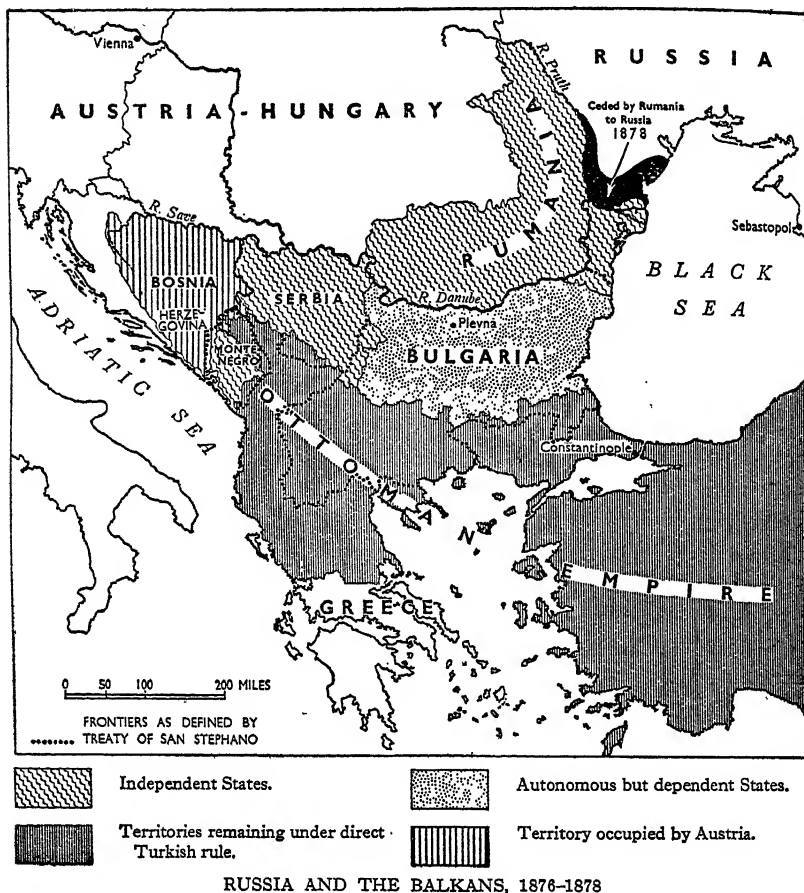 Vienna
R. Pruth
RUSSIA
AUSTRIA-HUNGARY
Ceded by Rumania
to Russia
1878
RUMANIA
R. Save
Sebastopol
BOSNIA
HERZE-
GOVINA
SERBIA
R. Danube
BLACK
SEA
Plevna
MONTE-
NEGRO
BULGARIA
ADRIATIC SEA
OTTOMAN
Constantinople
EMPIRE
GREECE
0 100 200 MILES
FRONTIERS AS DEFINED BY
TREATY OF SAN STEPHANO
Independent States.
Autonomous but dependent States.
Territories remaining under direct
Turkish rule.
Territory occupied by Austria.
RUSSIA AND THE BALKANS, 1876–1878